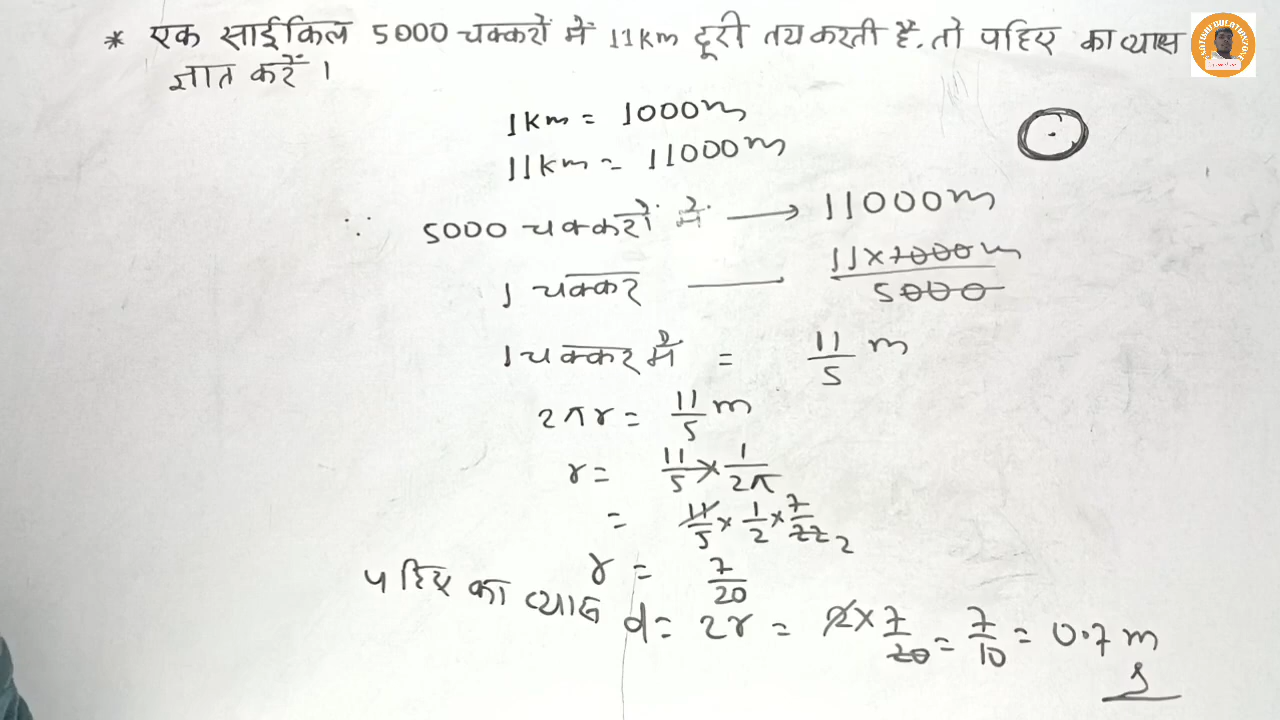 * एक साईकिल 5000 चक्करों में 11km दूरी तय करती है. तो पहिए का व्यास
ज्ञात करें ।
1km = 1000m
11km = 11000m
∵ 5000 चक्करों में → 11000m
1 चक्कर — 11×1000m/5000
1 चक्कर में = 11/5 m
2πr = 11/5 m
r = 11/5 × 1/2π
= 11/5 × 1/2 × 7/22 2
r = 7/20
पहिए का व्यास d = 2r = 2 × 7/20 = 7/10 = 0.7 m